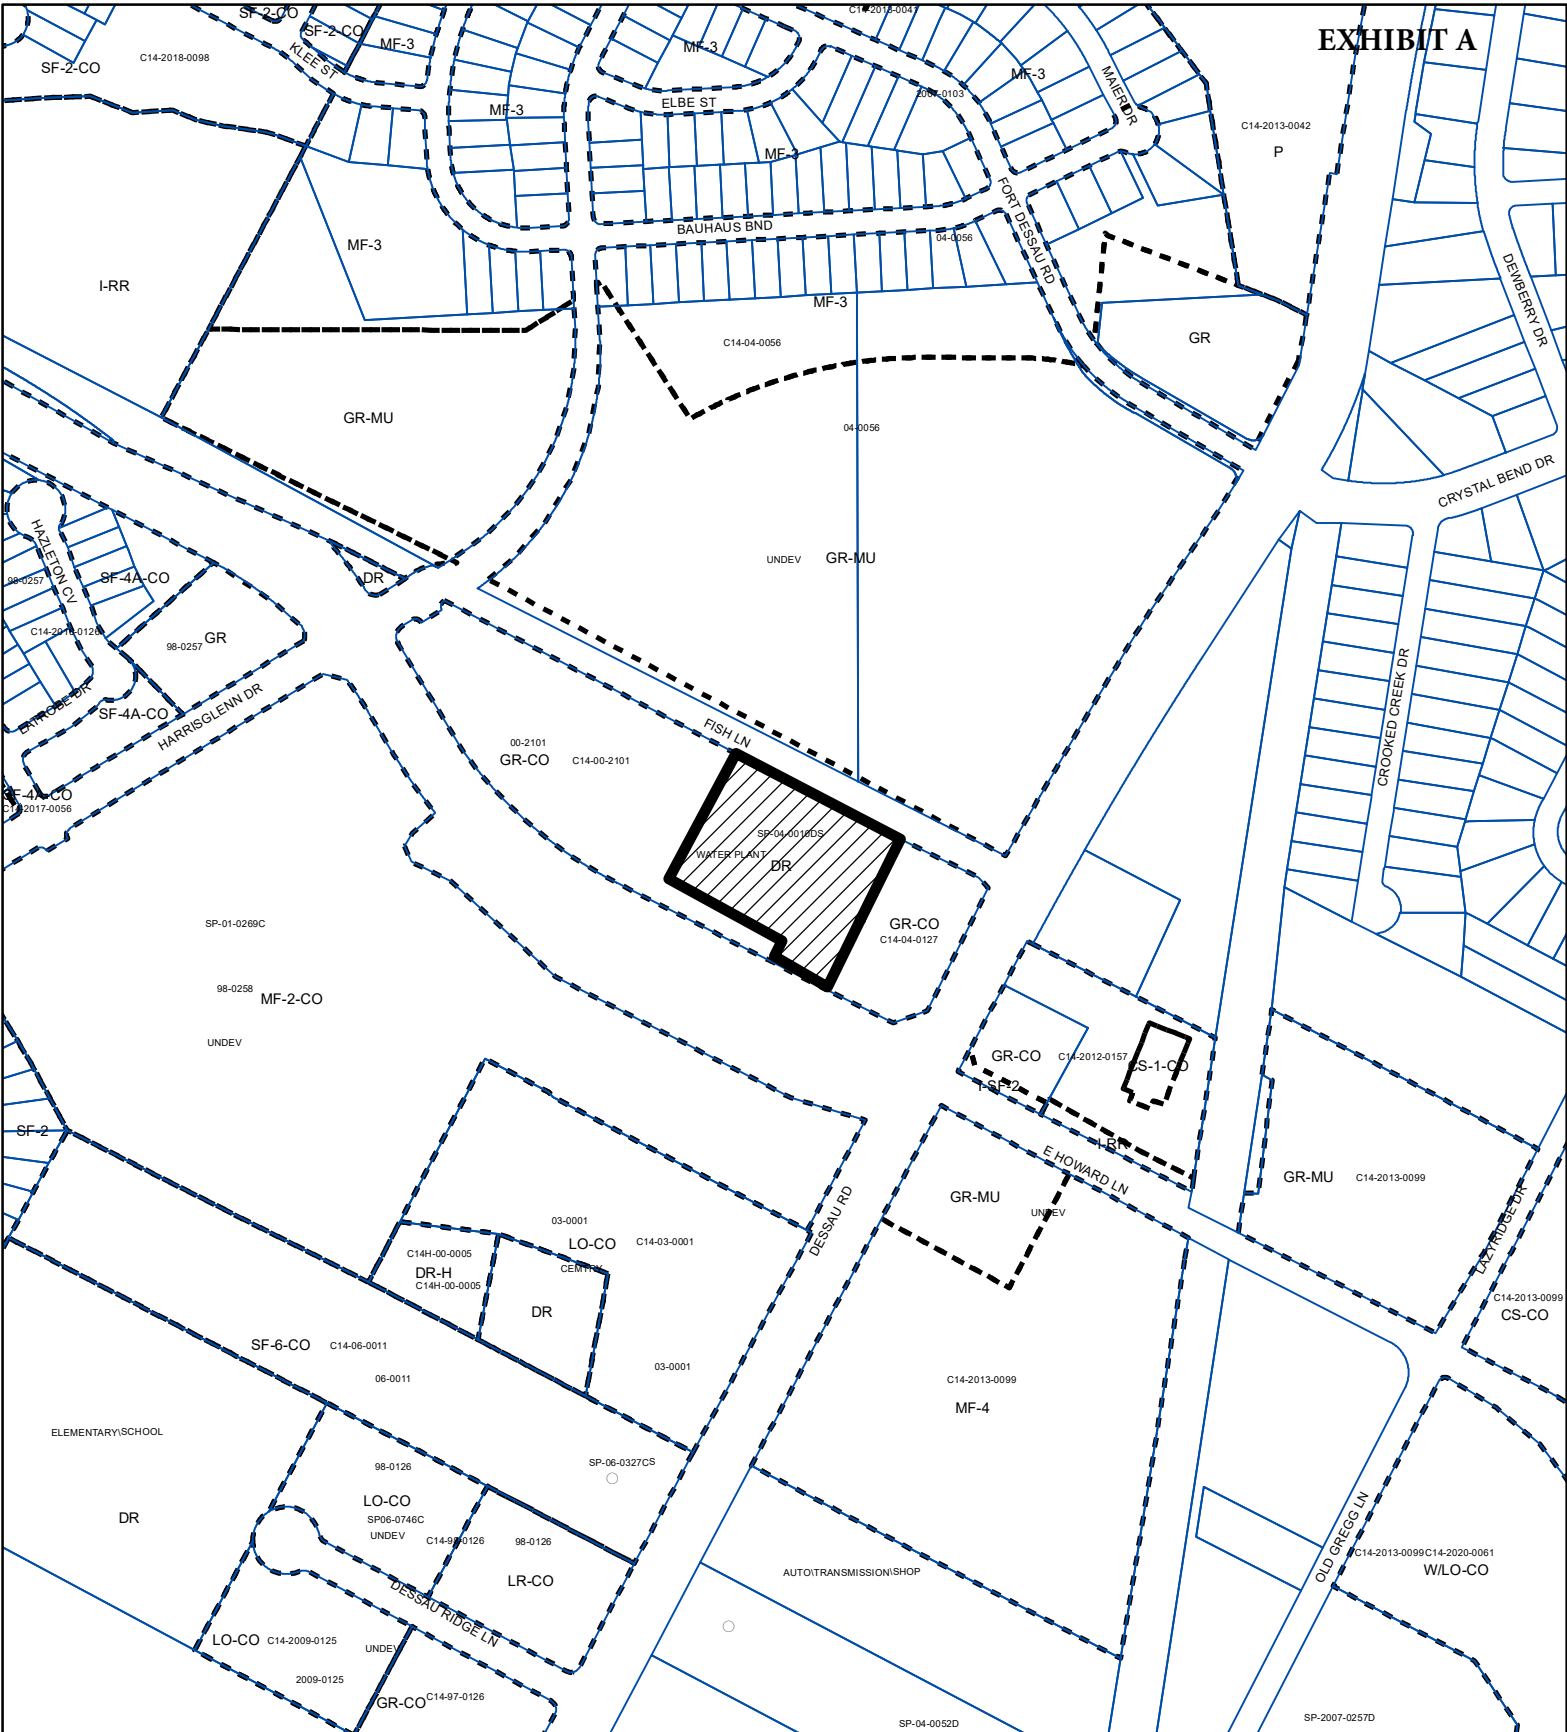 EXHIBIT A
SF-2-CO
SF-2-CO
MF-3
C14-2018-0098
SF-2-CO
KLEE ST
MF-3
MF-3
ELBE ST
MF-3
MF-3
MAIER DR
2007-0103
C14-2013-0042
P
FORT DESSAU RD
BAUHAUS BND
04-0056
MF-3
I-RR
MF-3
C14-04-0056
GR
DEWBERRY DR
GR-MU
04-0056
CRYSTAL BEND DR
UNDEV
GR-MU
HAZLETON CV
98-0257
SF-4A-CO
DR
98-0257
GR
LATROBE DR
SF-4A-CO
HARRISGLENN DR
FISH LN
00-2101
GR-CO
C14-00-2101
CROOKED CREEK DR
SF-4A-CO
C14-2017-0056
SP-04-0010DS
WATER PLANT
DR
GR-CO
C14-04-0127
SP-01-0269C
98-0258
MF-2-CO
UNDEV
GR-CO
C14-2012-0157
CS-1-CO
I-SF-2
SF-2
I-RR
E HOWARD LN
GR-MU
UNDEV
GR-MU
C14-2013-0099
LAZYRIDGE DR
DESSAU RD
03-0001
LO-CO
C14-03-0001
C14H-00-0005
DR-H
C14H-00-0005
CEMTRY
DR
C14-2013-0099
CS-CO
SF-6-CO
C14-06-0011
06-0011
03-0001
C14-2013-0099
MF-4
ELEMENTARY\SCHOOL
DR
98-0126
LO-CO
SP06-0746C
UNDEV
SP-06-0327CS
C14-98-0126
98-0126
LR-CO
DESSAU RIDGE LN
AUTO\TRANSMISSION\SHOP
OLD GREGG LN
C14-2013-0099
C14-2020-0061
W/LO-CO
LO-CO
C14-2009-0125
UNDEV
2009-0125
GR-CO
C14-97-0126
SP-04-0052D
SP-2007-0257D